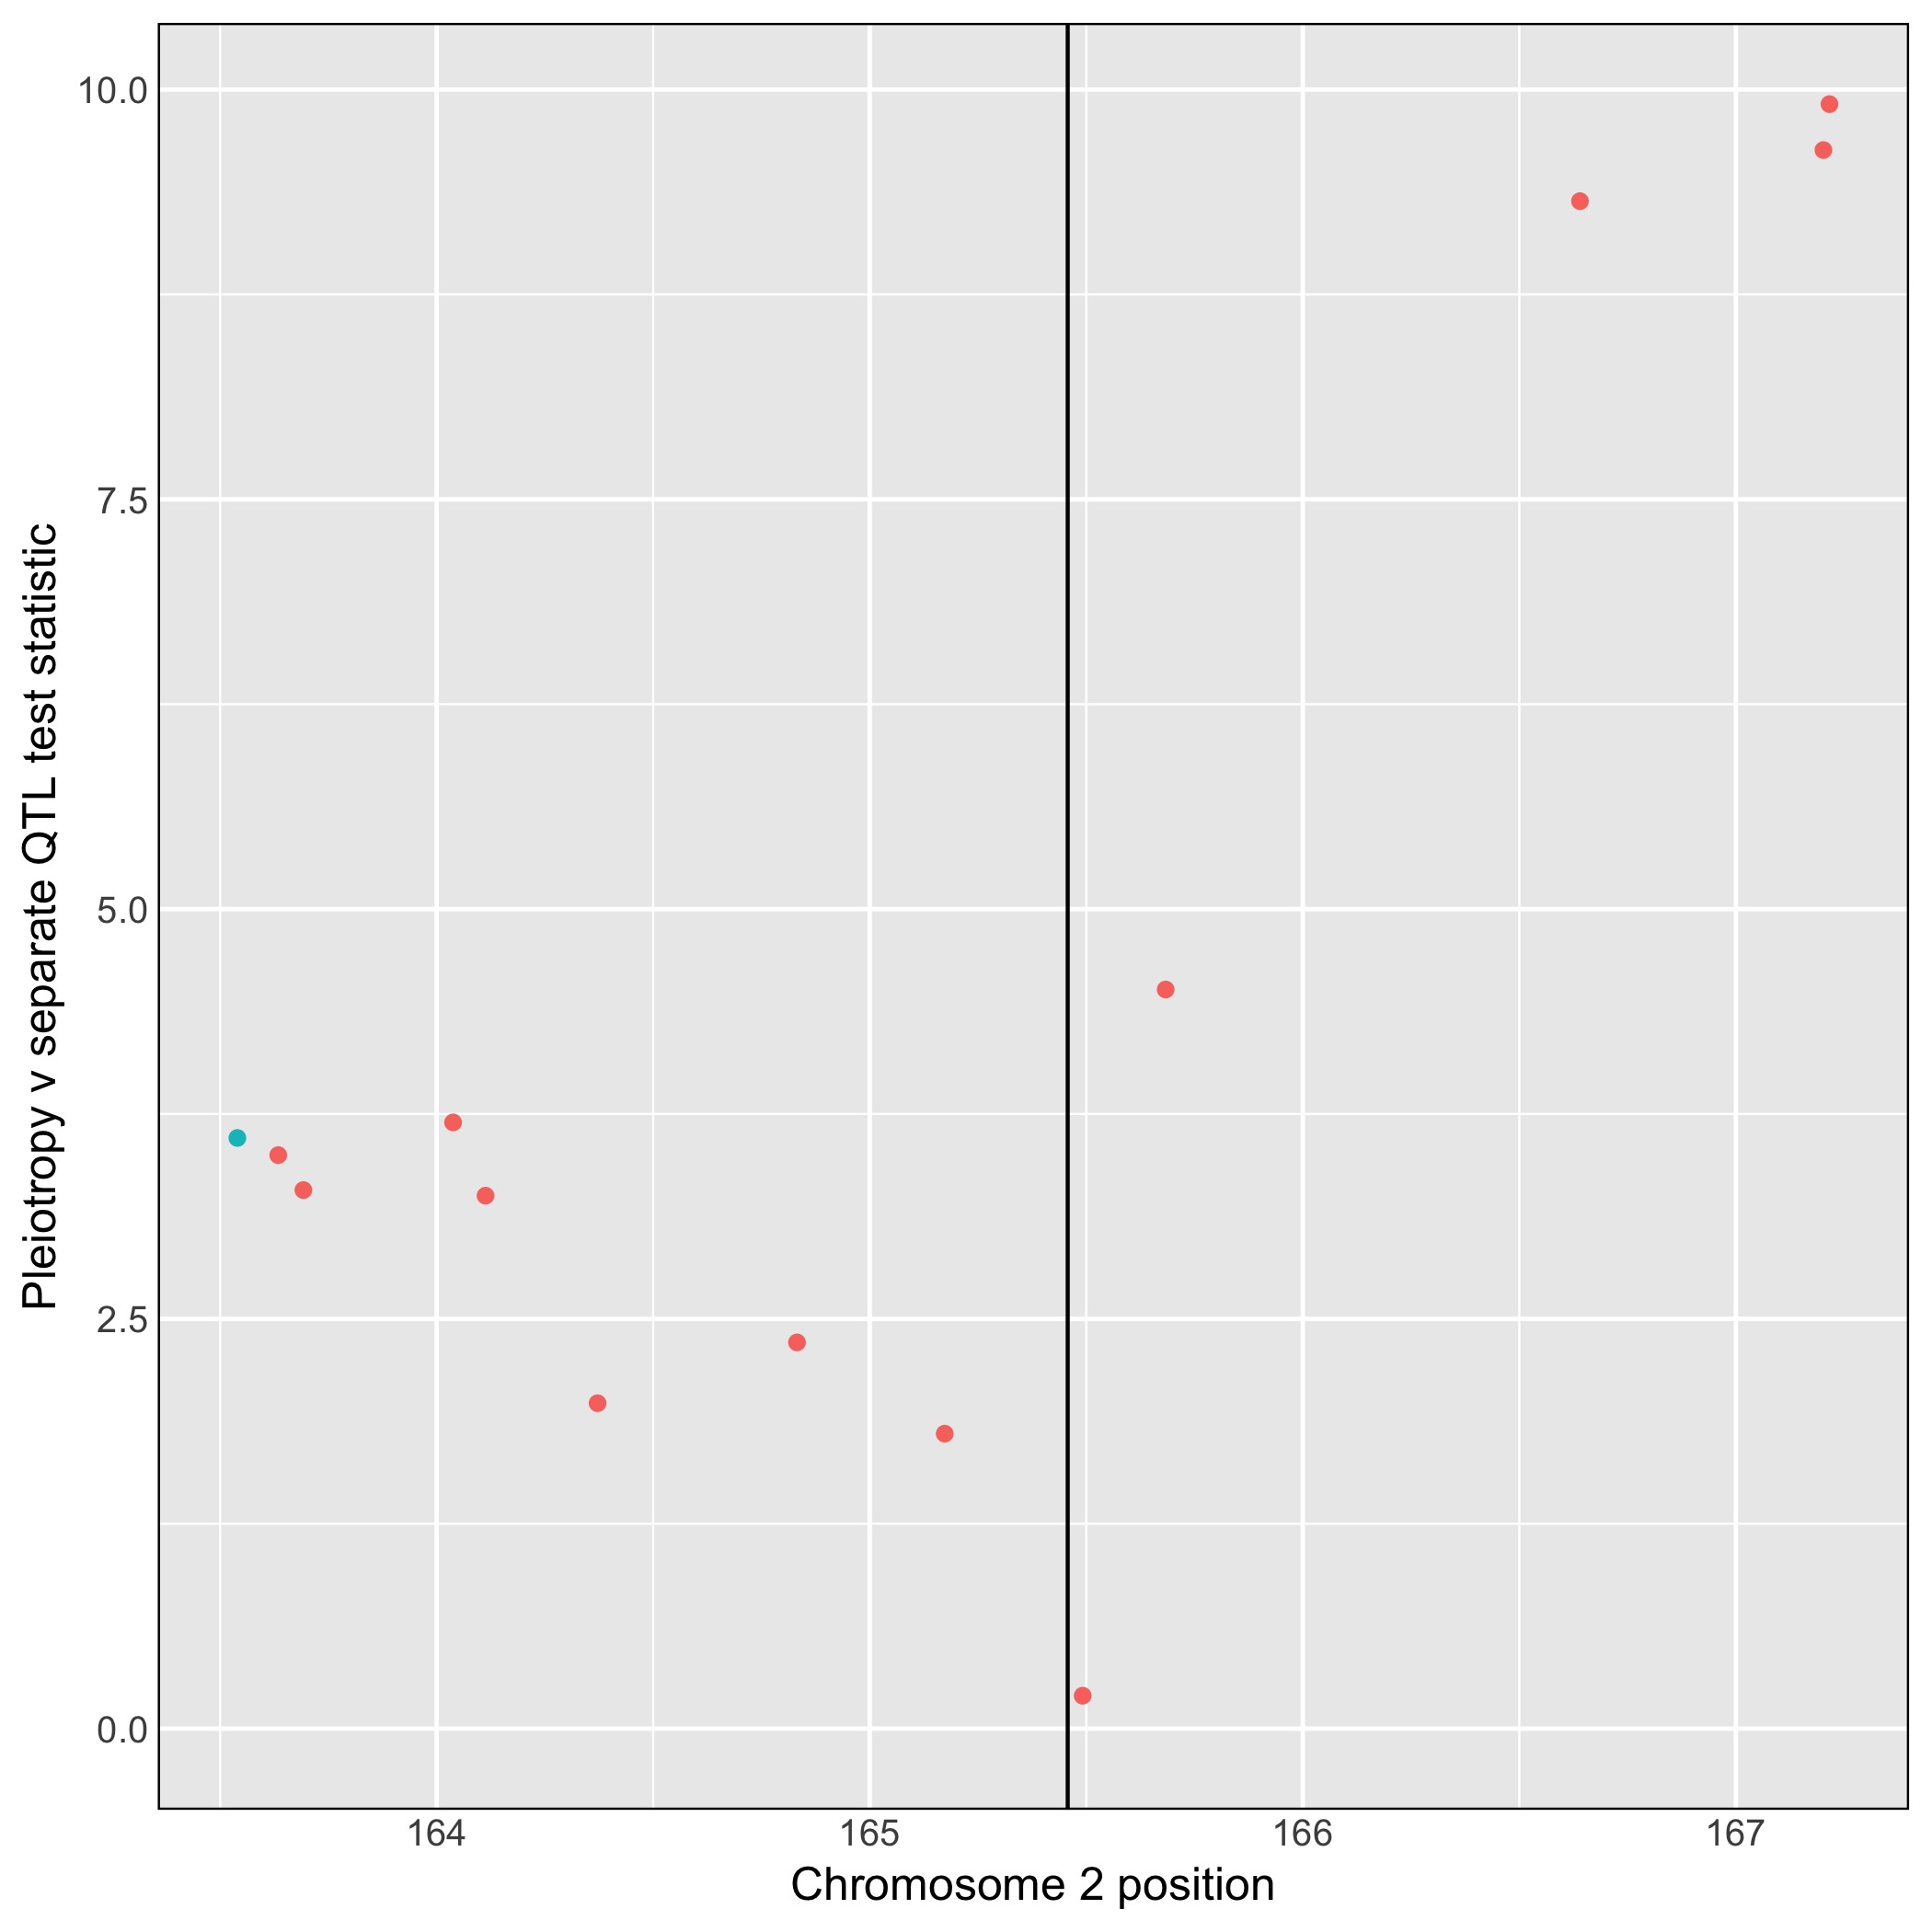 Pleiotropy v separate QTL test statistic
10.0
7.5
5.0
2.5
0.0
164 165 166 167
Chromosome 2 position